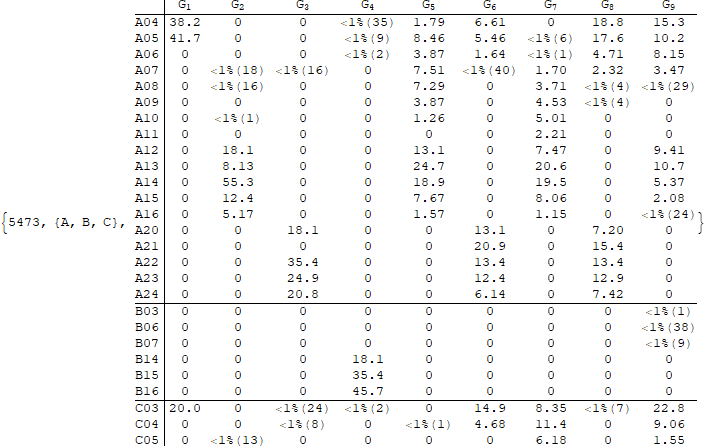 G1 G2 G3 G4 G5 G6 G7 G8 G9
A04 38.2 0 0 <1%(35) 1.79 6.61 0 18.8 15.3
A05 41.7 0 0 <1%(9) 8.46 5.46 <1%(6) 17.6 10.2
A06 0 0 0 <1%(2) 3.87 1.64 <1%(1) 4.71 8.15
A07 0 <1%(18) <1%(16) 0 7.51 <1%(40) 1.70 2.32 3.47
A08 0 <1%(16) 0 0 7.29 0 3.71 <1%(4) <1%(29)
A09 0 0 0 0 3.87 0 4.53 <1%(4) 0
A10 0 <1%(1) 0 0 1.26 0 5.01 0 0
A11 0 0 0 0 0 0 2.21 0 0
A12 0 18.1 0 0 13.1 0 7.47 0 9.41
A13 0 8.13 0 0 24.7 0 20.6 0 10.7
A14 0 55.3 0 0 18.9 0 19.5 0 5.37
A15 0 12.4 0 0 7.67 0 8.06 0 2.08
A16 0 5.17 0 0 1.57 0 1.15 0 <1%(24)
{5473, {A, B, C}, }
A20 0 0 18.1 0 0 13.1 0 7.20 0
A21 0 0 0 0 0 20.9 0 15.4 0
A22 0 0 35.4 0 0 13.4 0 13.4 0
A23 0 0 24.9 0 0 12.4 0 12.9 0
A24 0 0 20.8 0 0 6.14 0 7.42 0
B03 0 0 0 0 0 0 0 0 <1%(1)
B06 0 0 0 0 0 0 0 0 <1%(38)
B07 0 0 0 0 0 0 0 0 <1%(9)
B14 0 0 0 18.1 0 0 0 0 0
B15 0 0 0 35.4 0 0 0 0 0
B16 0 0 0 45.7 0 0 0 0 0
C03 20.0 0 <1%(24) <1%(2) 0 14.9 8.35 <1%(7) 22.8
C04 0 0 <1%(8) 0 <1%(1) 4.68 11.4 0 9.06
C05 0 <1%(13) 0 0 0 0 6.18 0 1.55